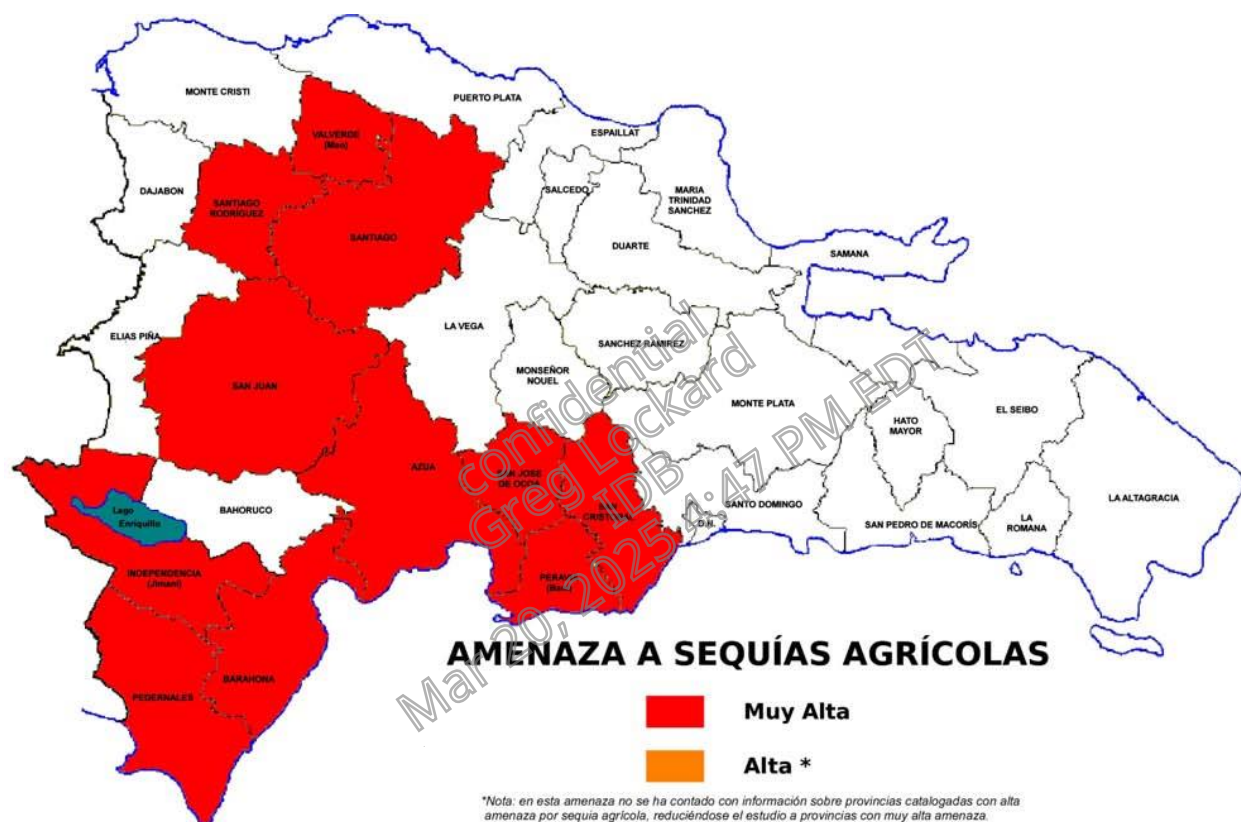 MONTE CRISTI
PUERTO PLATA
ESPAILLAT
VALVERDE
(Mao)
DAJABON
SALCEDO
MARIA
TRINIDAD
SANCHEZ
SANTIAGO
RODRÍGUEZ
SANTIAGO
DUARTE
SAMANA
LA VEGA
ELIAS PIÑA
SANCHEZ RAMIREZ
MONSEÑOR
NOUEL
SAN JUAN
MONTE PLATA
HATO
MAYOR
EL SEIBO
AZUA
SAN JOSE
DE OCOA
SAN
CRISTOBAL
LA ALTAGRACIA
Lago
Enriquillo
BAHORUCO
D.N.
SANTO DOMINGO
SAN PEDRO DE MACORÍS
LA
ROMANA
INDEPENDENCIA
(Jimani)
PERAVIA
(Bani)
BARAHONA
PEDERNALES
confidential
Greg Lockard
IDB
Mar 20, 2025 4:47 PM EDT
AMENAZA A SEQUÍAS AGRÍCOLAS
Muy Alta
Alta *
*Nota: en esta amenaza no se ha contado con información sobre provincias catalogadas con alta
amenaza por sequia agrícola, reduciéndose el estudio a provincias con muy alta amenaza.